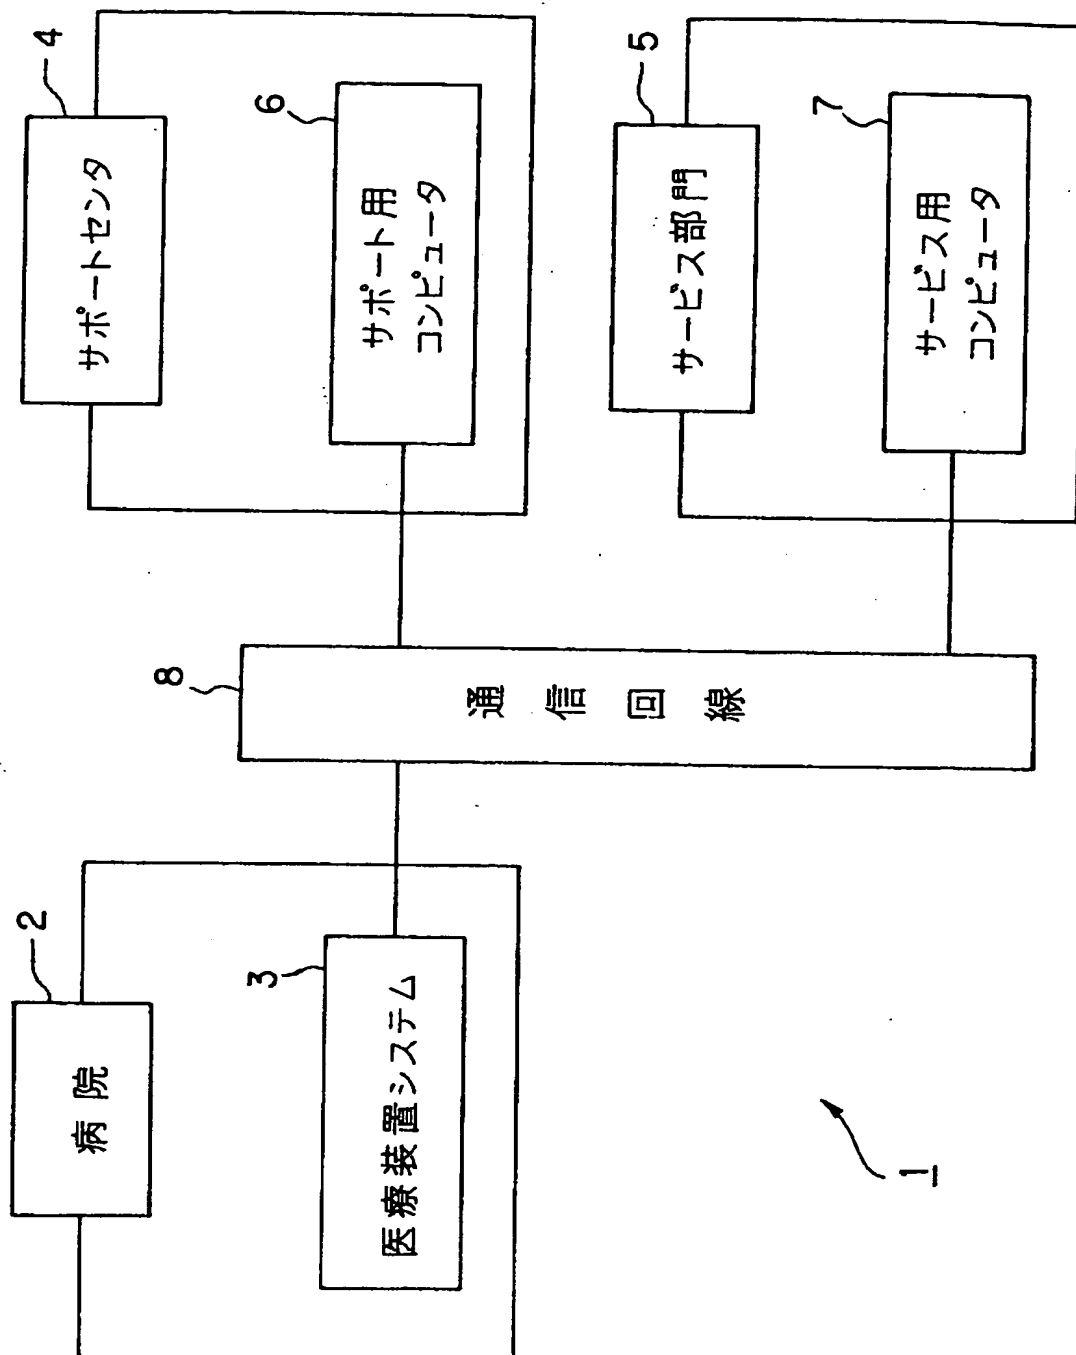 病院
2
3
医療装置システム
8
通信回線
4
サポートセンタ
6
サポート用
コンピュータ
5
サービス部門
7
サービス用
コンピュータ
1